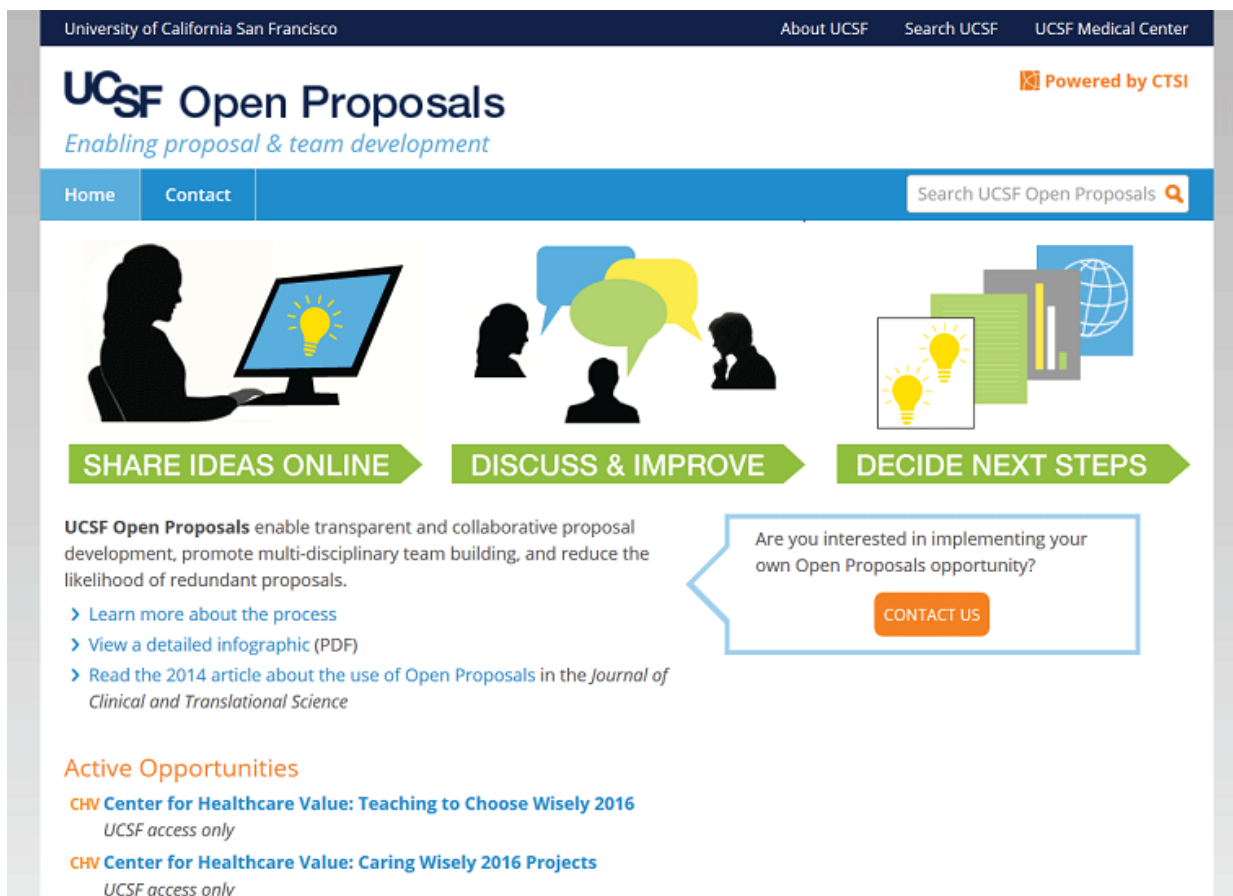 University of California San Francisco
About UCSF Search UCSF UCSF Medical Center
UCSF Open Proposals
Powered by CTSI
Enabling proposal & team development
Home Contact
Search UCSF Open Proposals
SHARE IDEAS ONLINE
DISCUSS & IMPROVE
DECIDE NEXT STEPS
UCSF Open Proposals enable transparent and collaborative proposal
development, promote multi-disciplinary team building, and reduce the
likelihood of redundant proposals.
Learn more about the process
View a detailed infographic (PDF)
Read the 2014 article about the use of Open Proposals in the Journal of
Clinical and Translational Science
Are you interested in implementing your
own Open Proposals opportunity?
CONTACT US
Active Opportunities
CHV Center for Healthcare Value: Teaching to Choose Wisely 2016
UCSF access only
CHV Center for Healthcare Value: Caring Wisely 2016 Projects
UCSF access only